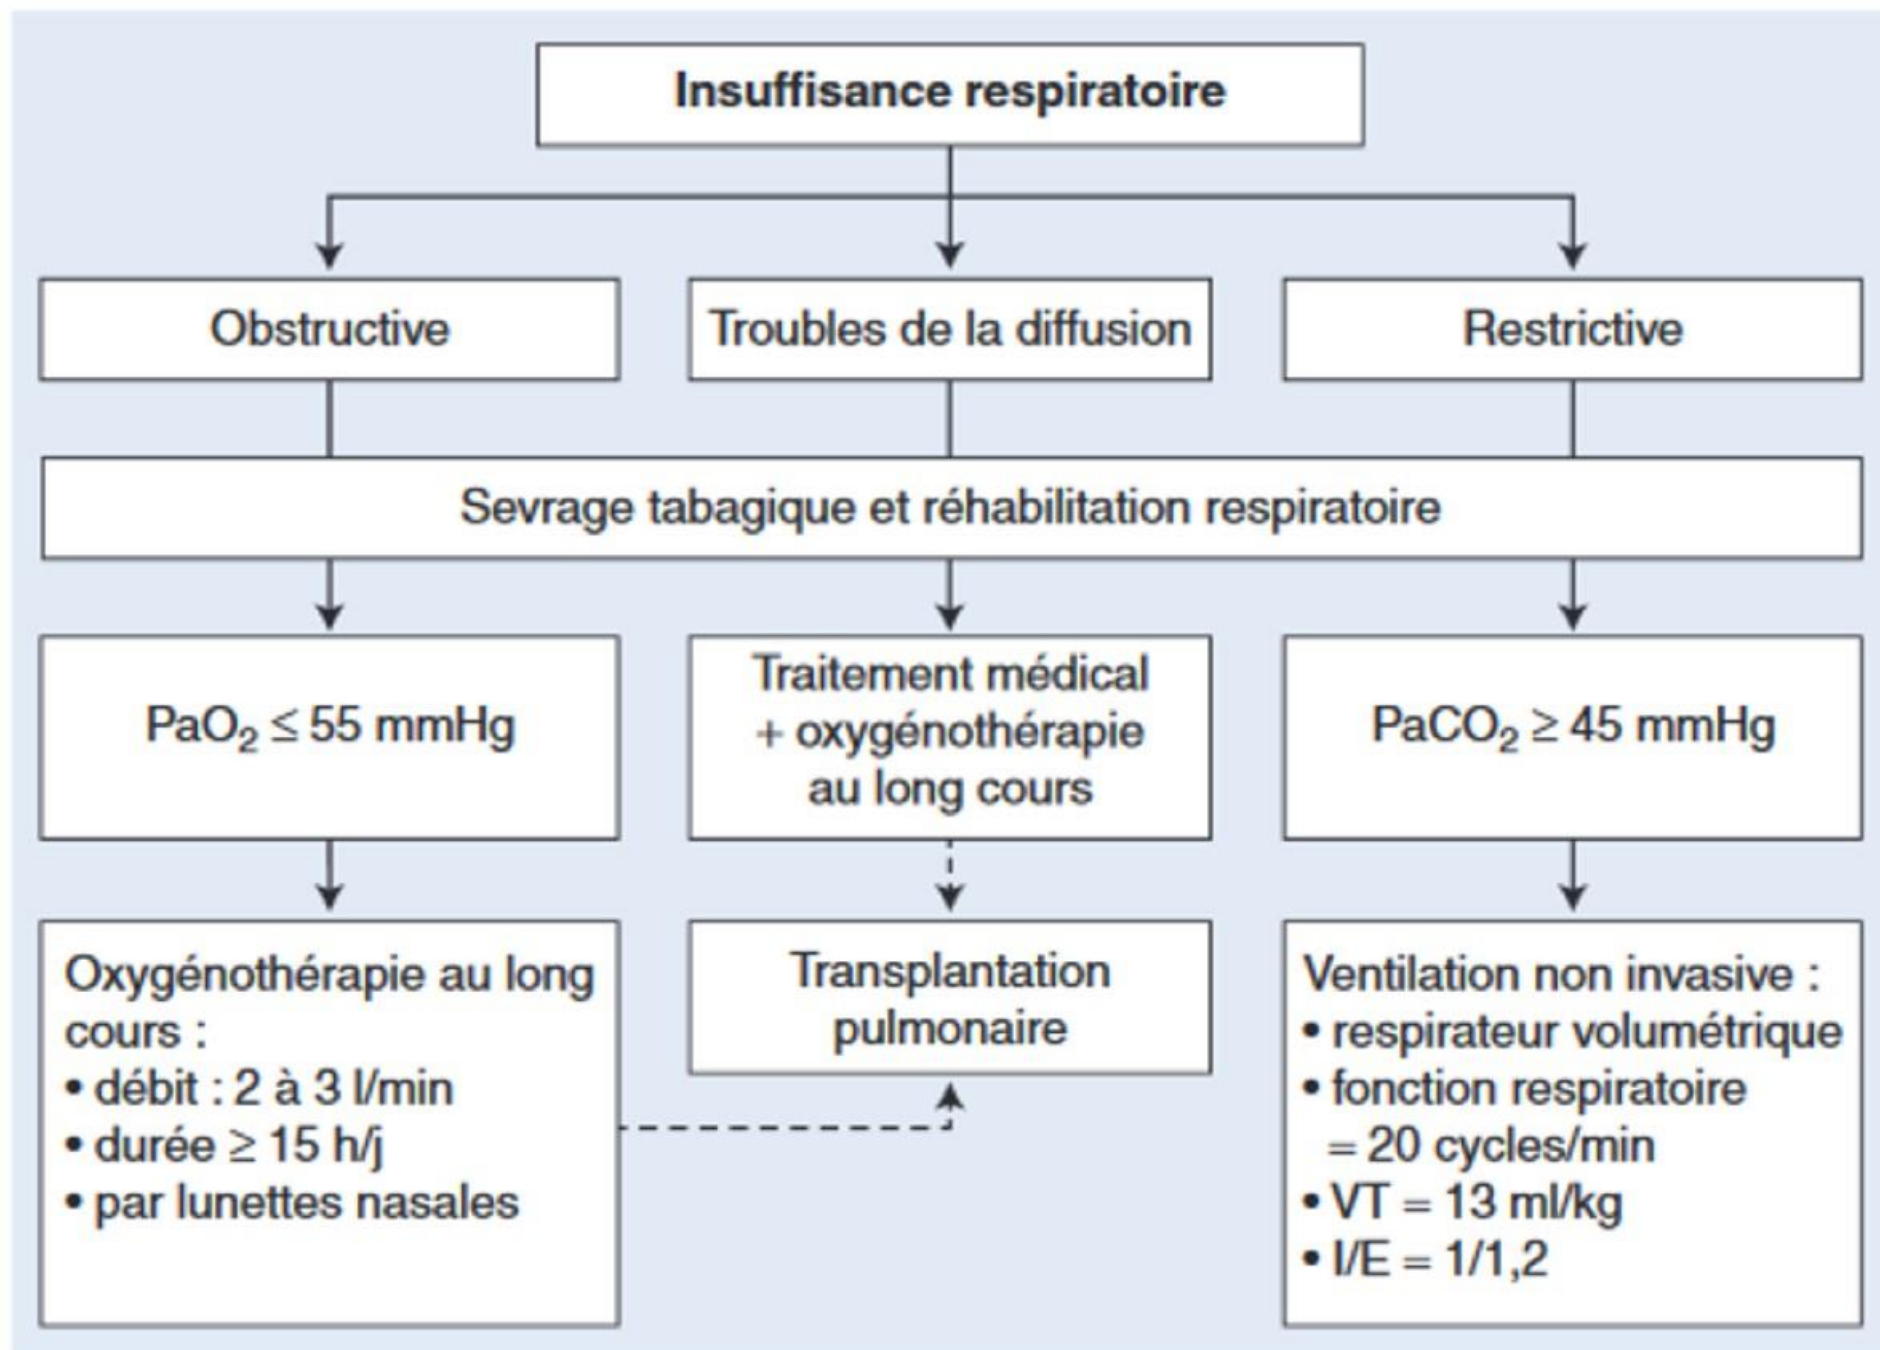 Insuffisance respiratoire
Obstructive
Troubles de la diffusion
Restrictive
Sevrage tabagique et réhabilitation respiratoire
PaO₂ ≤ 55 mmHg
Traitement médical
+ oxygénothérapie
au long cours
PaCO₂ ≥ 45 mmHg
Oxygénothérapie au long
cours :
• débit : 2 à 3 l/min
• durée ≥ 15 h/j
• par lunettes nasales
Transplantation
pulmonaire
Ventilation non invasive :
• respirateur volumétrique
• fonction respiratoire
= 20 cycles/min
• VT = 13 ml/kg
• I/E = 1/1,2